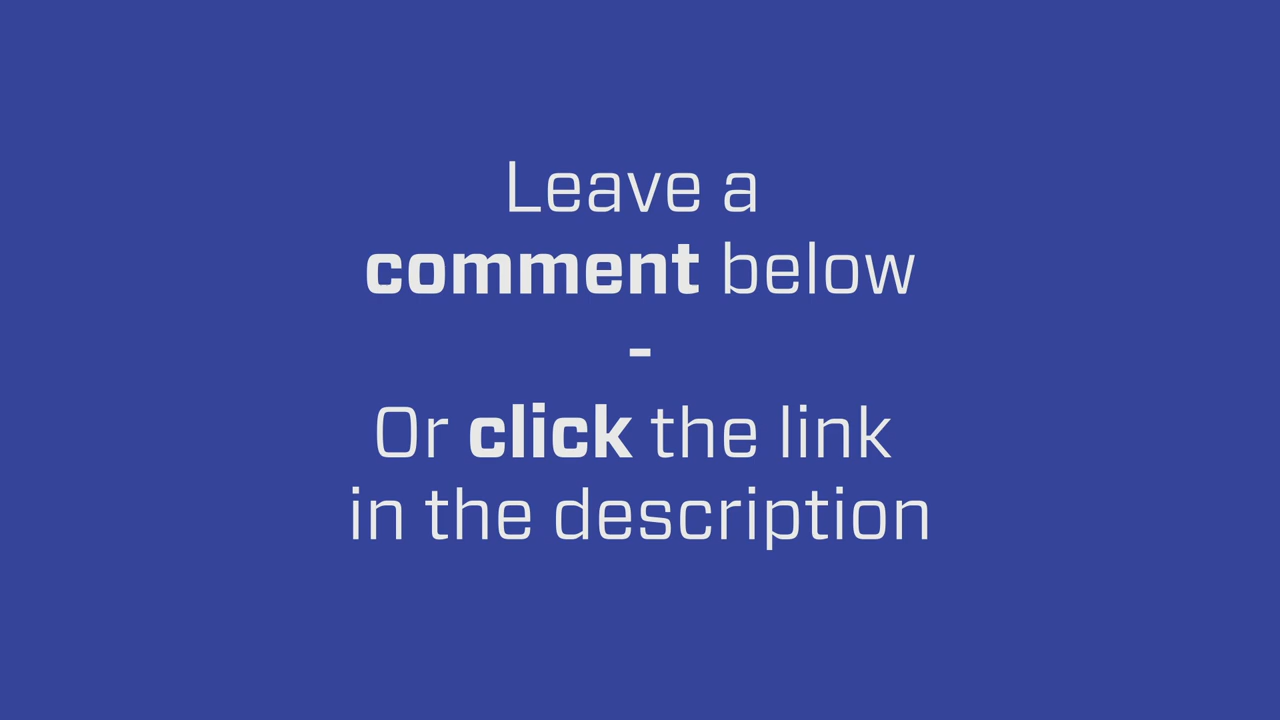 Leave a
comment below
-
Or click the link
in the description